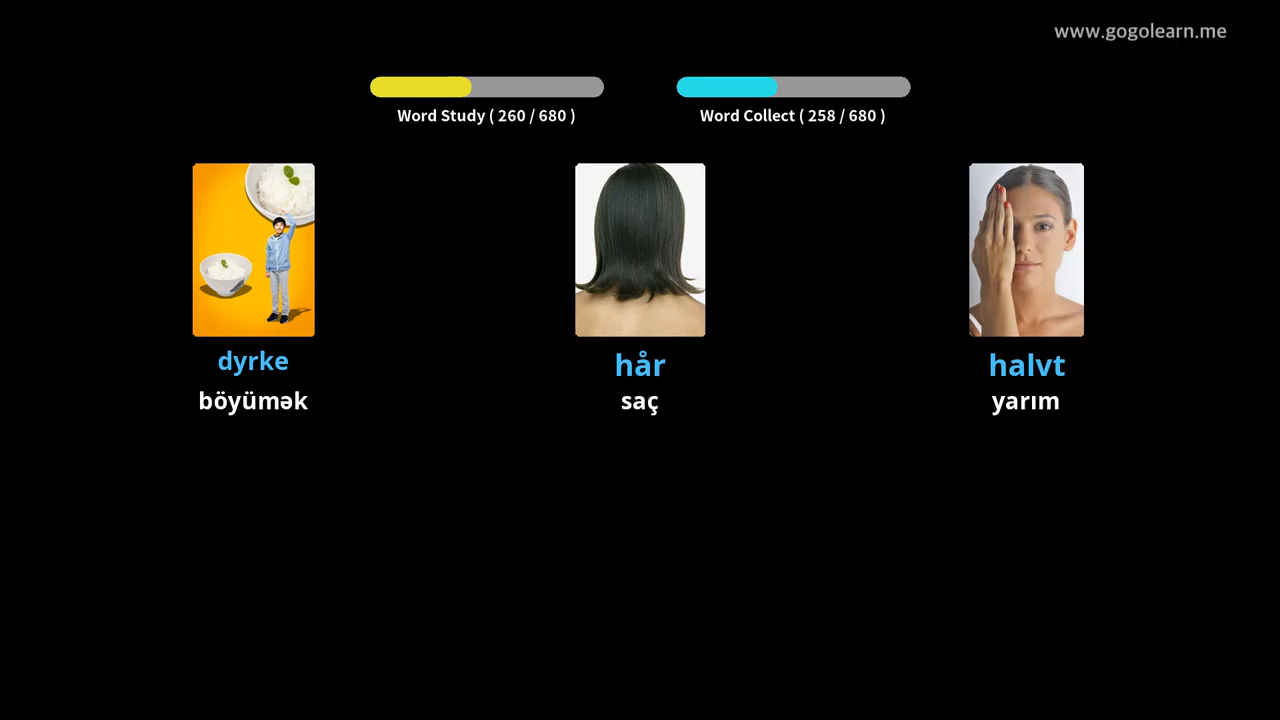 www.gogolearn.me
Word Study ( 260 / 680 )
Word Collect ( 258 / 680 )
dyrke
hår
halvt
böyümək
saç
yarım